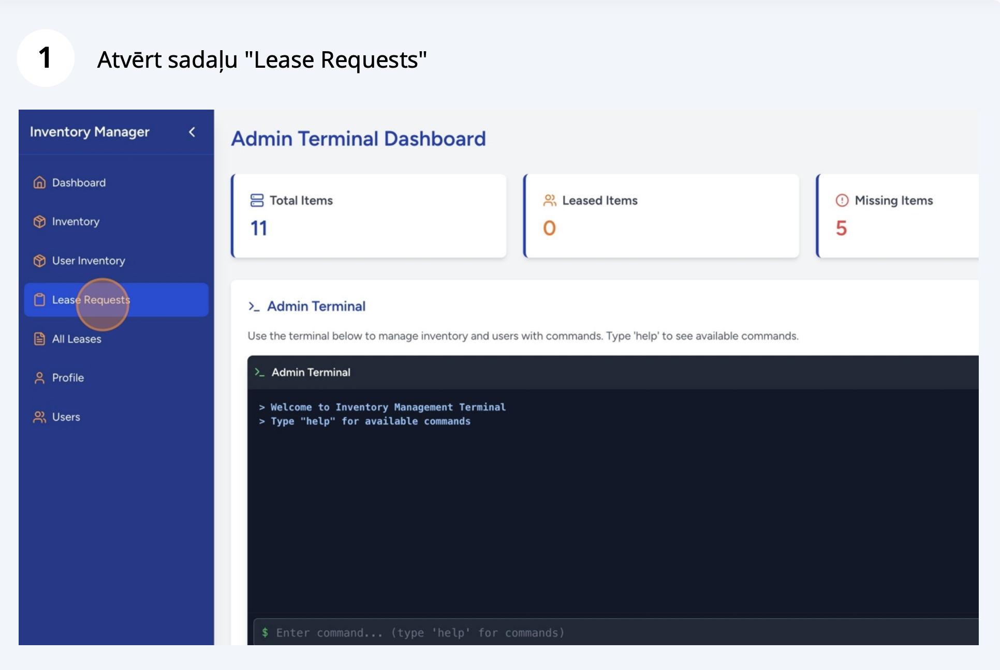 1
Atvērt sadaļu "Lease Requests"
Inventory Manager
Dashboard
Inventory
User Inventory
Lease Requests
All Leases
Profile
Users
Admin Terminal Dashboard
Total Items
11
Leased Items
0
Missing Items
5
>_ Admin Terminal
Use the terminal below to manage inventory and users with commands. Type 'help' to see available commands.
>_ Admin Terminal
> Welcome to Inventory Management Terminal
> Type "help" for available commands
$ Enter command... (type 'help' for commands)